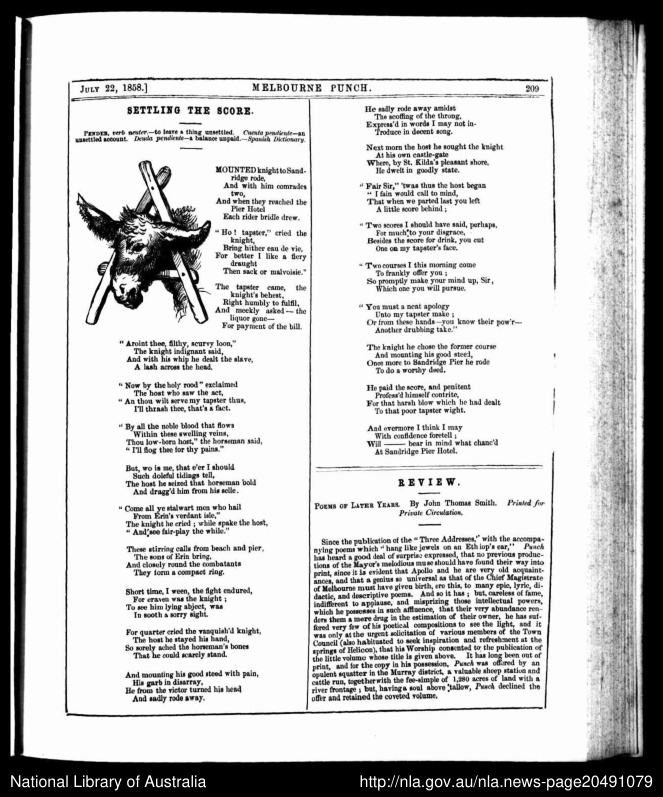 JULY 22, 1858.] MELBOURNE PUNCH. 209
SETTLING THE SCORE.
PENDER, verb neuter.—to leave a thing unsettled. Cuenta pendiente—an
unsettled account. Deuda pendiente—a balance unpaid.—Spanish Dictionary.
MOUNTED knight to Sand-
ridge rode,
And with him comrades
two,
And when they reached the
Pier Hotel
Each rider bridle drew.
“ Ho ! tapster,” cried the
knight,
Bring hither eau de vie,
For better I like a fiery
draught
Then sack or malvoisie.”
The tapster came, the
knight's behest,
Right humbly to fulfil,
And meekly asked — the
liquor gone—
For payment of the bill.
“ Aroint thee, filthy, scurvy loon,”
The knight indignant said,
And with his whip he dealt the slave,
A lash across the head.
“ Now by the holy rood” exclaimed
The host who saw the act,
“ An thou wilt serve my tapster thus,
I'll thrash thee, that's a fact.
“ By all the noble blood that flows
Within these swelling veins,
Thou low-born host,” the horseman said,
“ I'll flog thee for thy pains.”
But, wo is me, that e'er I should
Such doleful tidings tell,
The host he seized that horseman bold
And dragg'd him from his selle.
“ Come all ye stalwart men who hail
From Erin's verdant isle,”
The knight he cried ; while spake the host,
“ And see fair-play the while.”
These stirring calls from beach and pier,
The sons of Erin bring,
And closely round the combatants
They form a compact ring.
Short time, I ween, the fight endured,
For craven was the knight ;
To see him lying abject, was
In sooth a sorry sight.
For quarter cried the vanquish'd knight,
The host he stayed his hand,
So sorely ached the horseman's bones
That he could scarcely stand.
And mounting his good steed with pain,
His garb in disarray,
He from the victor turned his head
And sadly rode away.
He sadly rode away amidst
The scoffing of the throng,
Express'd in words I may not in-
Troduce in decent song.
Next morn the host he sought the knight
At his own castle-gate
Where, by St. Kilda's pleasant shore,
He dwelt in goodly state.
“ Fair Sir,” 'twas thus the host began
“ I fain would call to mind,
That when we parted last you left
A little score behind ;
“ Two scores I should have said, perhaps,
For much to your disgrace,
Besides the score for drink, you cut
One on my tapster's face.
“ Two courses I this morning come
To frankly offer you ;
So promptly make your mind up, Sir,
Which one you will pursue.
“ You must a neat apology
Unto my tapster make ;
Or from these hands—you know their pow'r—
Another drubbing take.”
The knight he chose the former course
And mounting his good steed,
Once more to Sandridge Pier he rode
To do a worthy deed.
He paid the score, and penitent
Profess'd himself contrite,
For that harsh blow which he had dealt
To that poor tapster wight.
And evermore I think I may
With confidence foretell ;
Will ——— bear in mind what chanc'd
At Sandridge Pier Hotel.
REVIEW.
POEMS OF LATER YEARS. By John Thomas Smith. Printed for
Private Circulation.
Since the publication of the “ Three Addresses,” with the accompa-
nying poems which “ hang like jewels on an Ethiop's ear,” Punch
has heard a good deal of surprise expressed, that no previous produc-
tions of the Mayor's melodious muse should have found their way into
print, since it is evident that Apollo and he are very old acquaint-
ances, and that a genius so universal as that of the Chief Magistrate
of Melbourne must have given birth, ere this, to many epic, lyric, di-
dactic, and descriptive poems. And so it has ; but, careless of fame,
indifferent to applause, and misprizing those intellectual powers,
which he possesses in such affluence, that their very abundance ren-
ders them a mere drug in the estimation of their owner, he has suf-
fered very few of his poetical compositions to see the light, and it
was only at the urgent solicitation of various members of the Town
Council (also habituated to seek inspiration and refreshment at the
springs of Helicon), that his Worship consented to the publication of
the little volume whose title is given above. It has long been out of
print, and for the copy in his possession, Punch was offered by an
opulent squatter in the Murray district, a valuable sheep station and
cattle run, together with the fee-simple of 1,280 acres of land with a
river frontage ; but, having a soul above tallow, Punch declined the
offer and retained the coveted volume.
National Library of Australia http://nla.gov.au/nla.news-page20491079